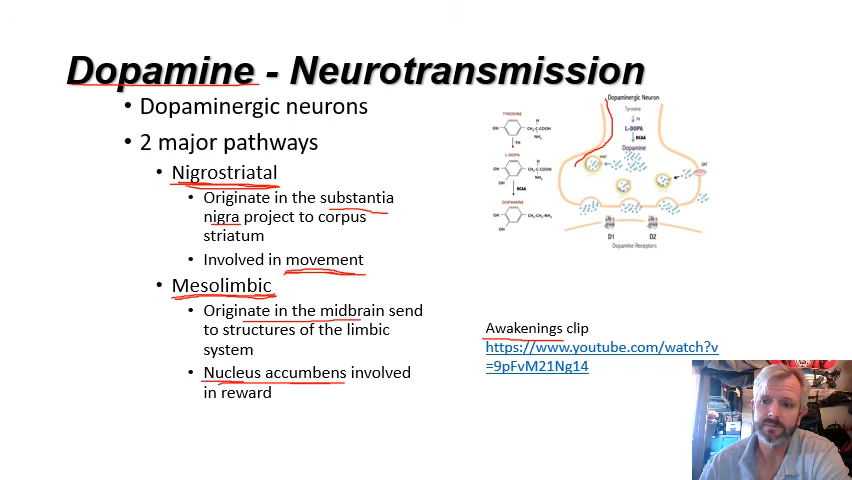 Dopamine - Neurotransmission
• Dopaminergic neurons
• 2 major pathways
• Nigrostriatal
• Originate in the substantia
nigra project to corpus
striatum
• Involved in movement
• Mesolimbic
• Originate in the midbrain send
to structures of the limbic
system
• Nucleus accumbens involved
in reward
TYROSINE
TH
L-DOPA
DOPAMINE
Dopaminergic Neuron
Tyrosine
L-DOPA
Dopamine
D1 D2
Dopamine Receptors
Awakenings clip
https://www.youtube.com/watch?v
=9pFvM21Ng14